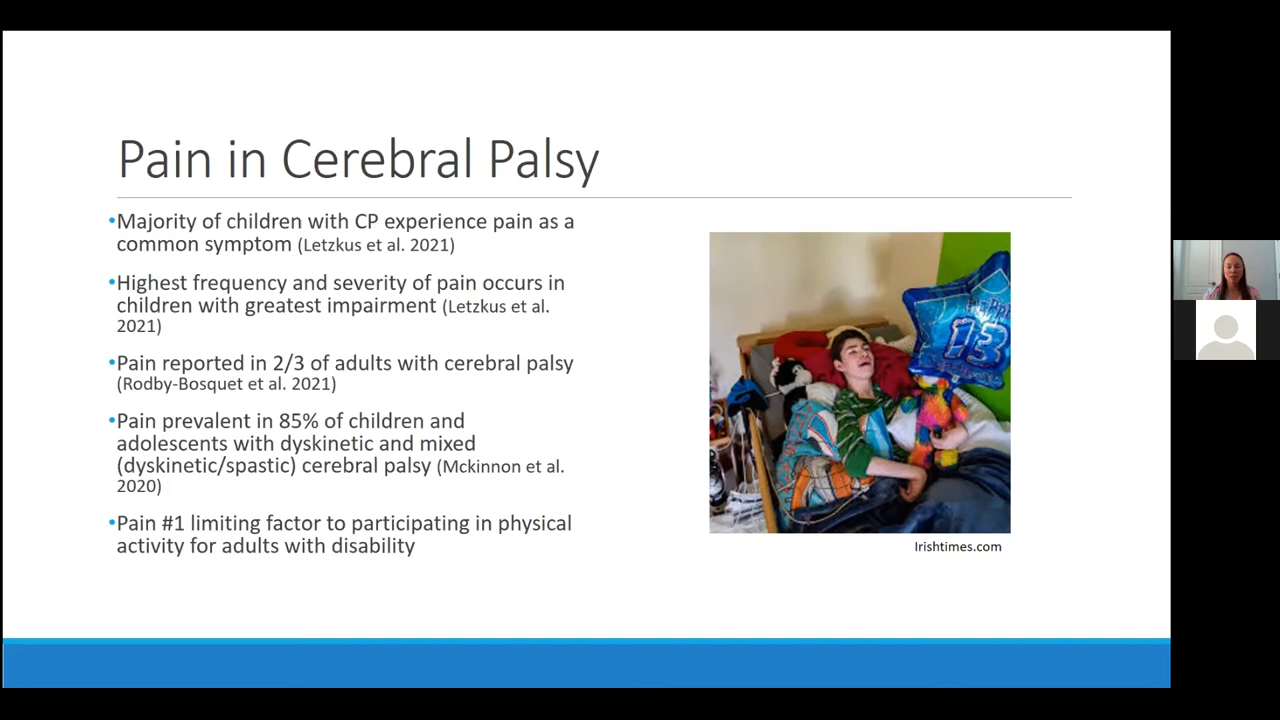 Pain in Cerebral Palsy
•Majority of children with CP experience pain as a
common symptom (Letzkus et al. 2021)
•Highest frequency and severity of pain occurs in
children with greatest impairment (Letzkus et al.
2021)
•Pain reported in 2/3 of adults with cerebral palsy
(Rodby-Bosquet et al. 2021)
•Pain prevalent in 85% of children and
adolescents with dyskinetic and mixed
(dyskinetic/spastic) cerebral palsy (Mckinnon et al.
2020)
•Pain #1 limiting factor to participating in physical
activity for adults with disability
13
Irishtimes.com